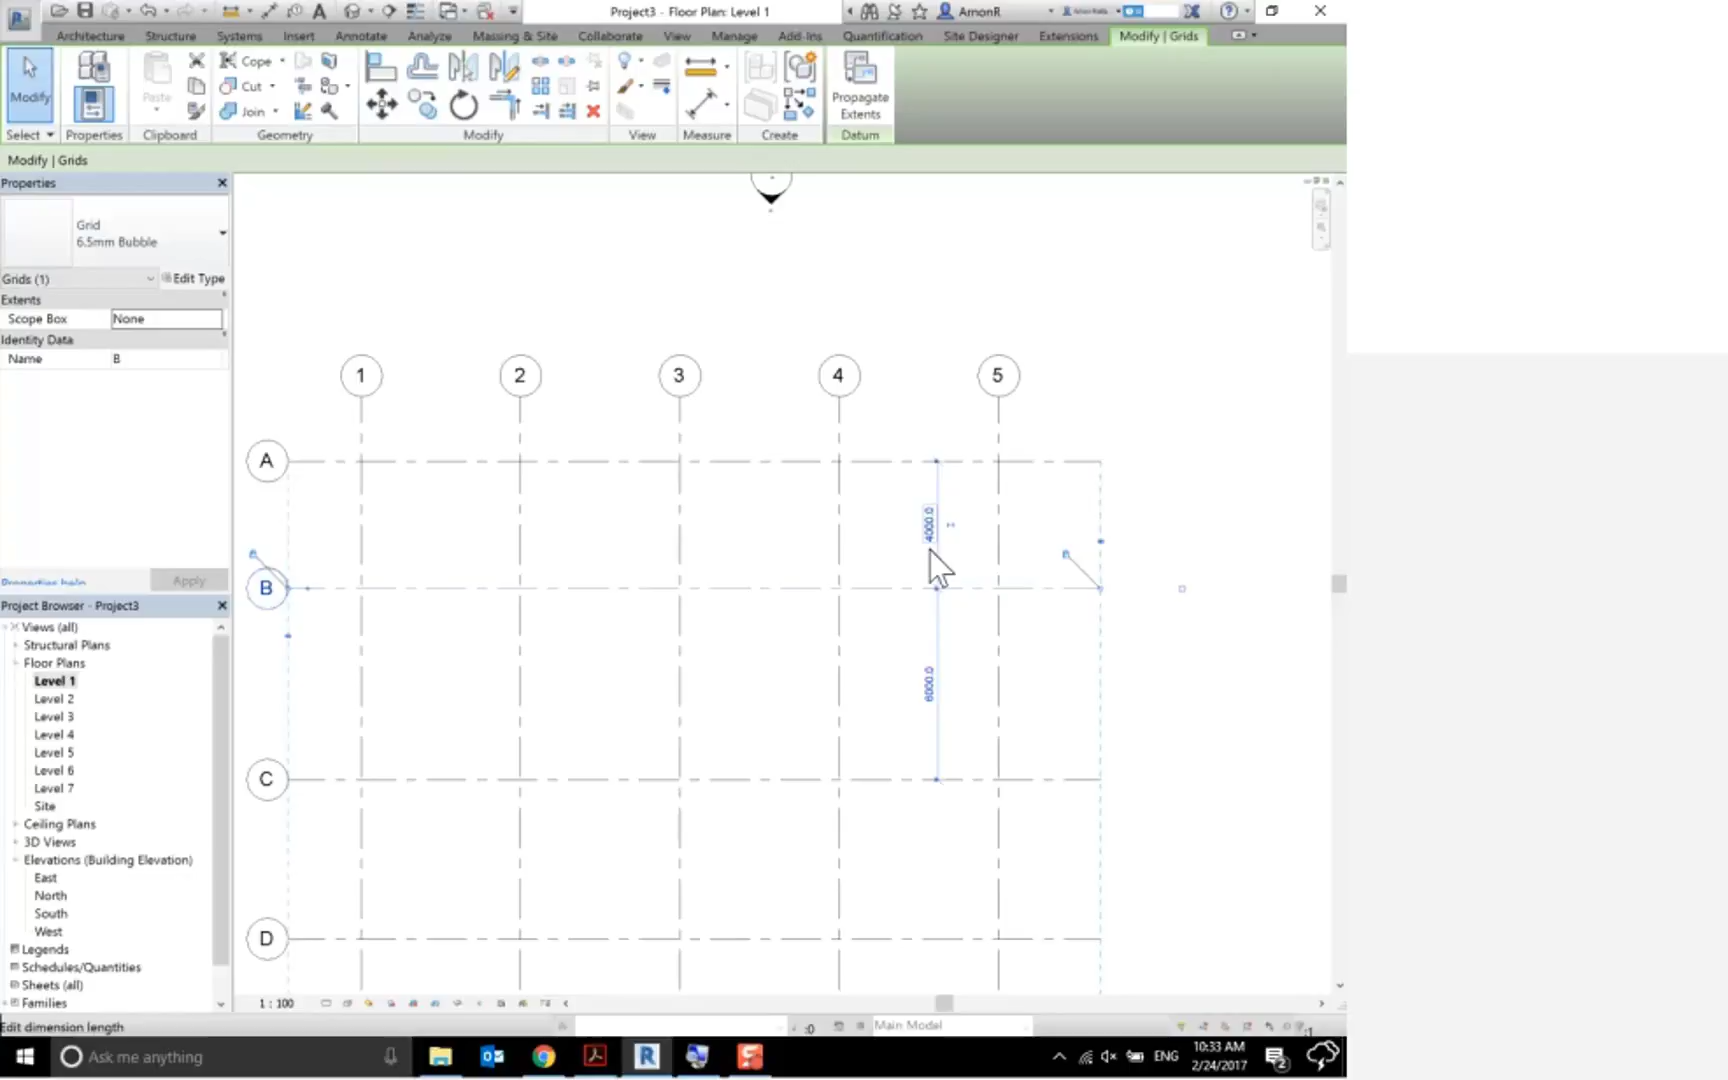 Project3 - Floor Plan: Level 1
AmonR
Architecture Structure Systems Insert Annotate Analyze Massing & Site Collaborate View Manage Add-Ins Quantification Site Designer Extensions Modify | Grids
Modify
Paste
Cope
Cut
Join
Propagate
Extents
Select Properties Clipboard Geometry Modify View Measure Create Datum
Modify | Grids
Properties
Grid
6.5mm Bubble
Grids (1)
Edit Type
Extents
Scope Box None
Identity Data
Name B
Properties help
Apply
Project Browser - Project3
Views (all)
Structural Plans
Floor Plans
Level 1
Level 2
Level 3
Level 4
Level 5
Level 6
Level 7
Site
Ceiling Plans
3D Views
Elevations (Building Elevation)
East
North
South
West
Legends
Schedules/Quantities
Sheets (all)
Families
1 2 3 4 5
A
4000.0
B
6000.0
C
D
1 : 100
Edit dimension length
:0
Main Model
:1
Ask me anything
ENG
10:33 AM
2/24/2017
2